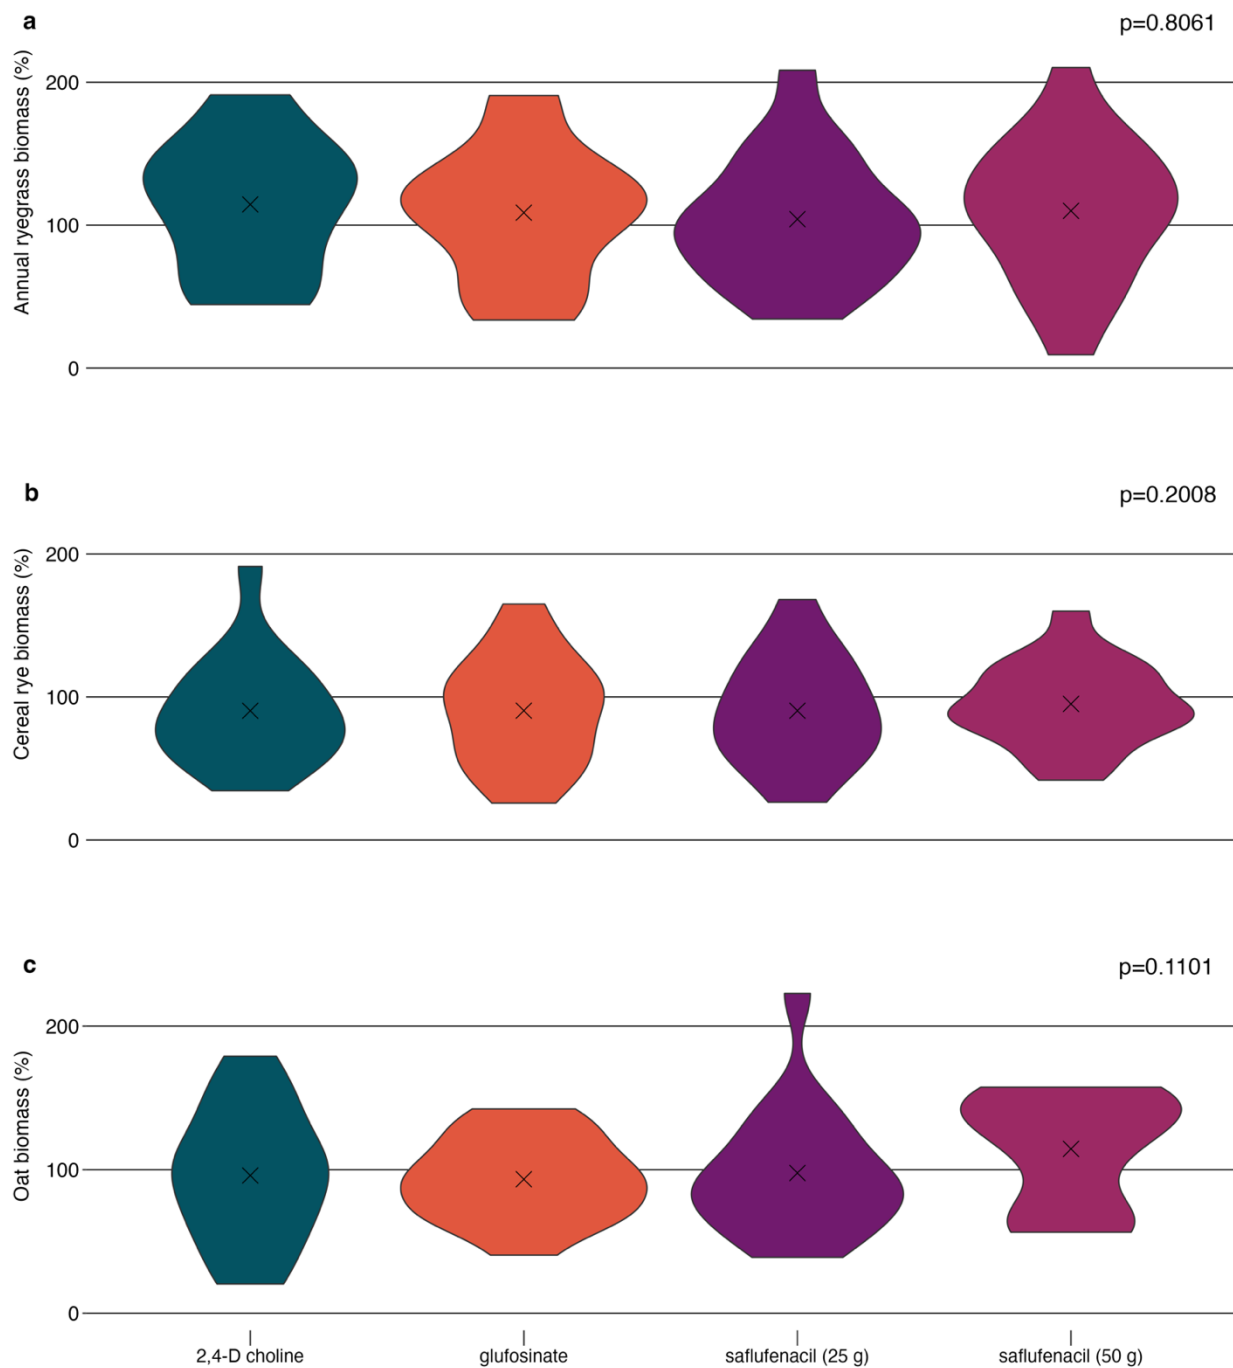 a
p=0.8061
Annual ryegrass biomass (%)
200
100
0
b
p=0.2008
Cereal rye biomass (%)
200
100
0
c
p=0.1101
Oat biomass (%)
200
100
0
2,4-D choline
glufosinate
saflufenacil (25 g)
saflufenacil (50 g)